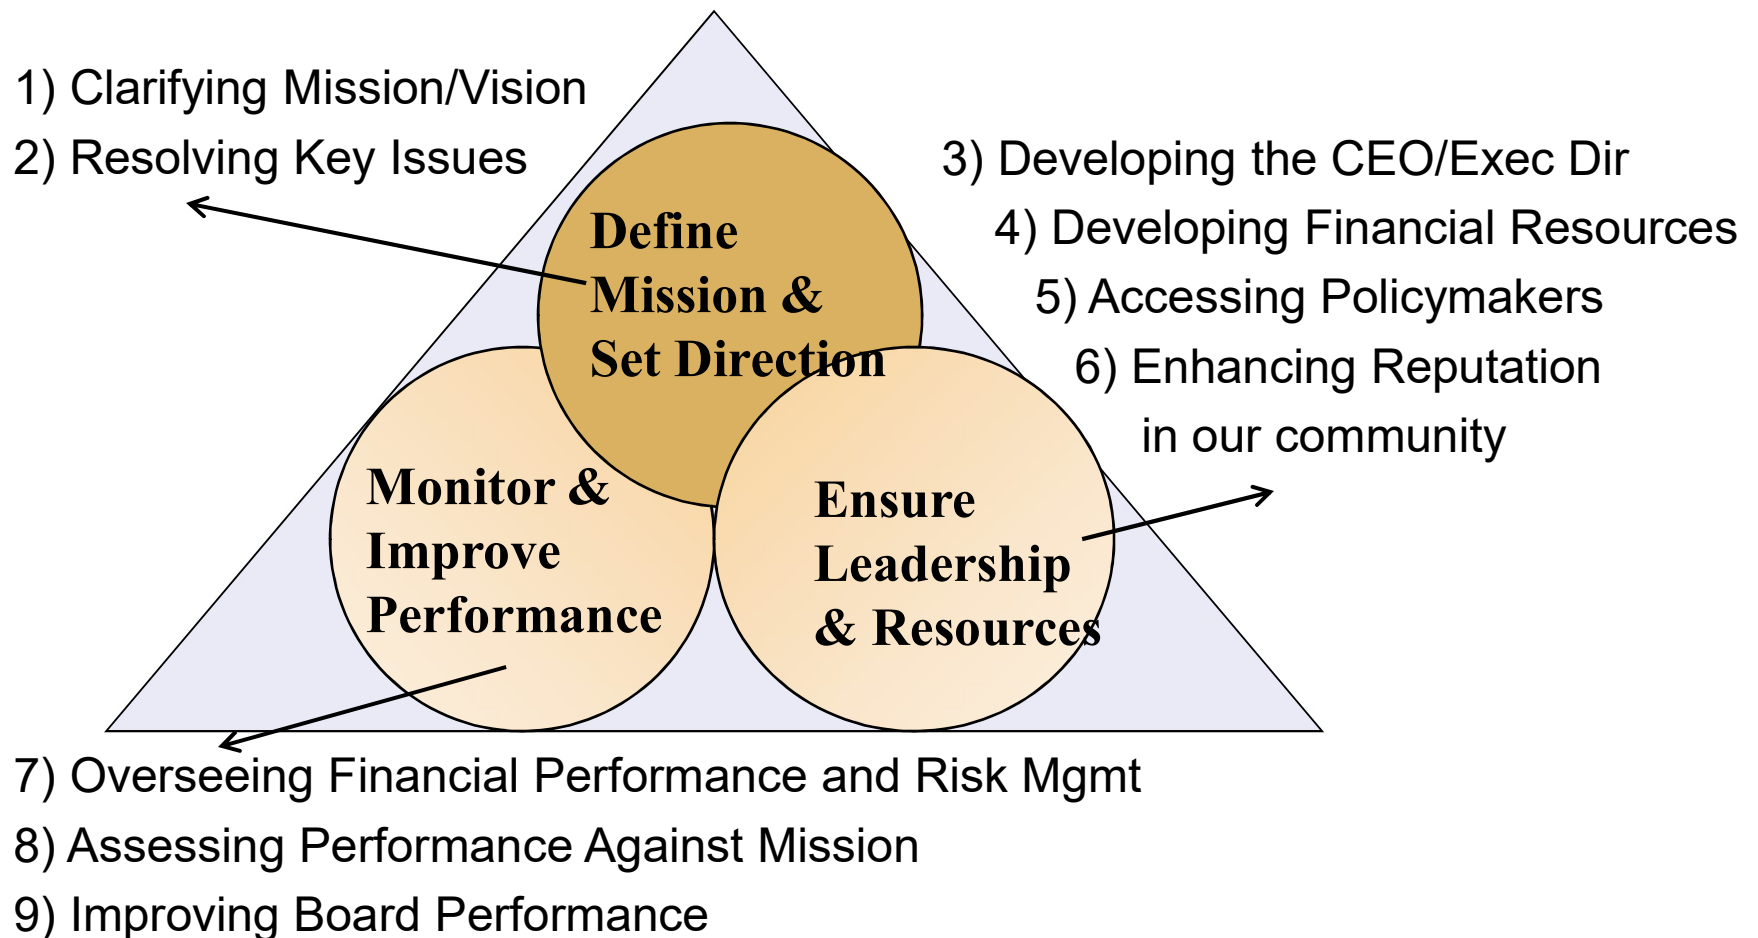 1) Clarifying Mission/Vision
2) Resolving Key Issues
3) Developing the CEO/Exec Dir
4) Developing Financial Resources
5) Accessing Policymakers
6) Enhancing Reputation
in our community
Define
Mission &
Set Direction
Monitor &
Improve
Performance
Ensure
Leadership
& Resources
7) Overseeing Financial Performance and Risk Mgmt
8) Assessing Performance Against Mission
9) Improving Board Performance